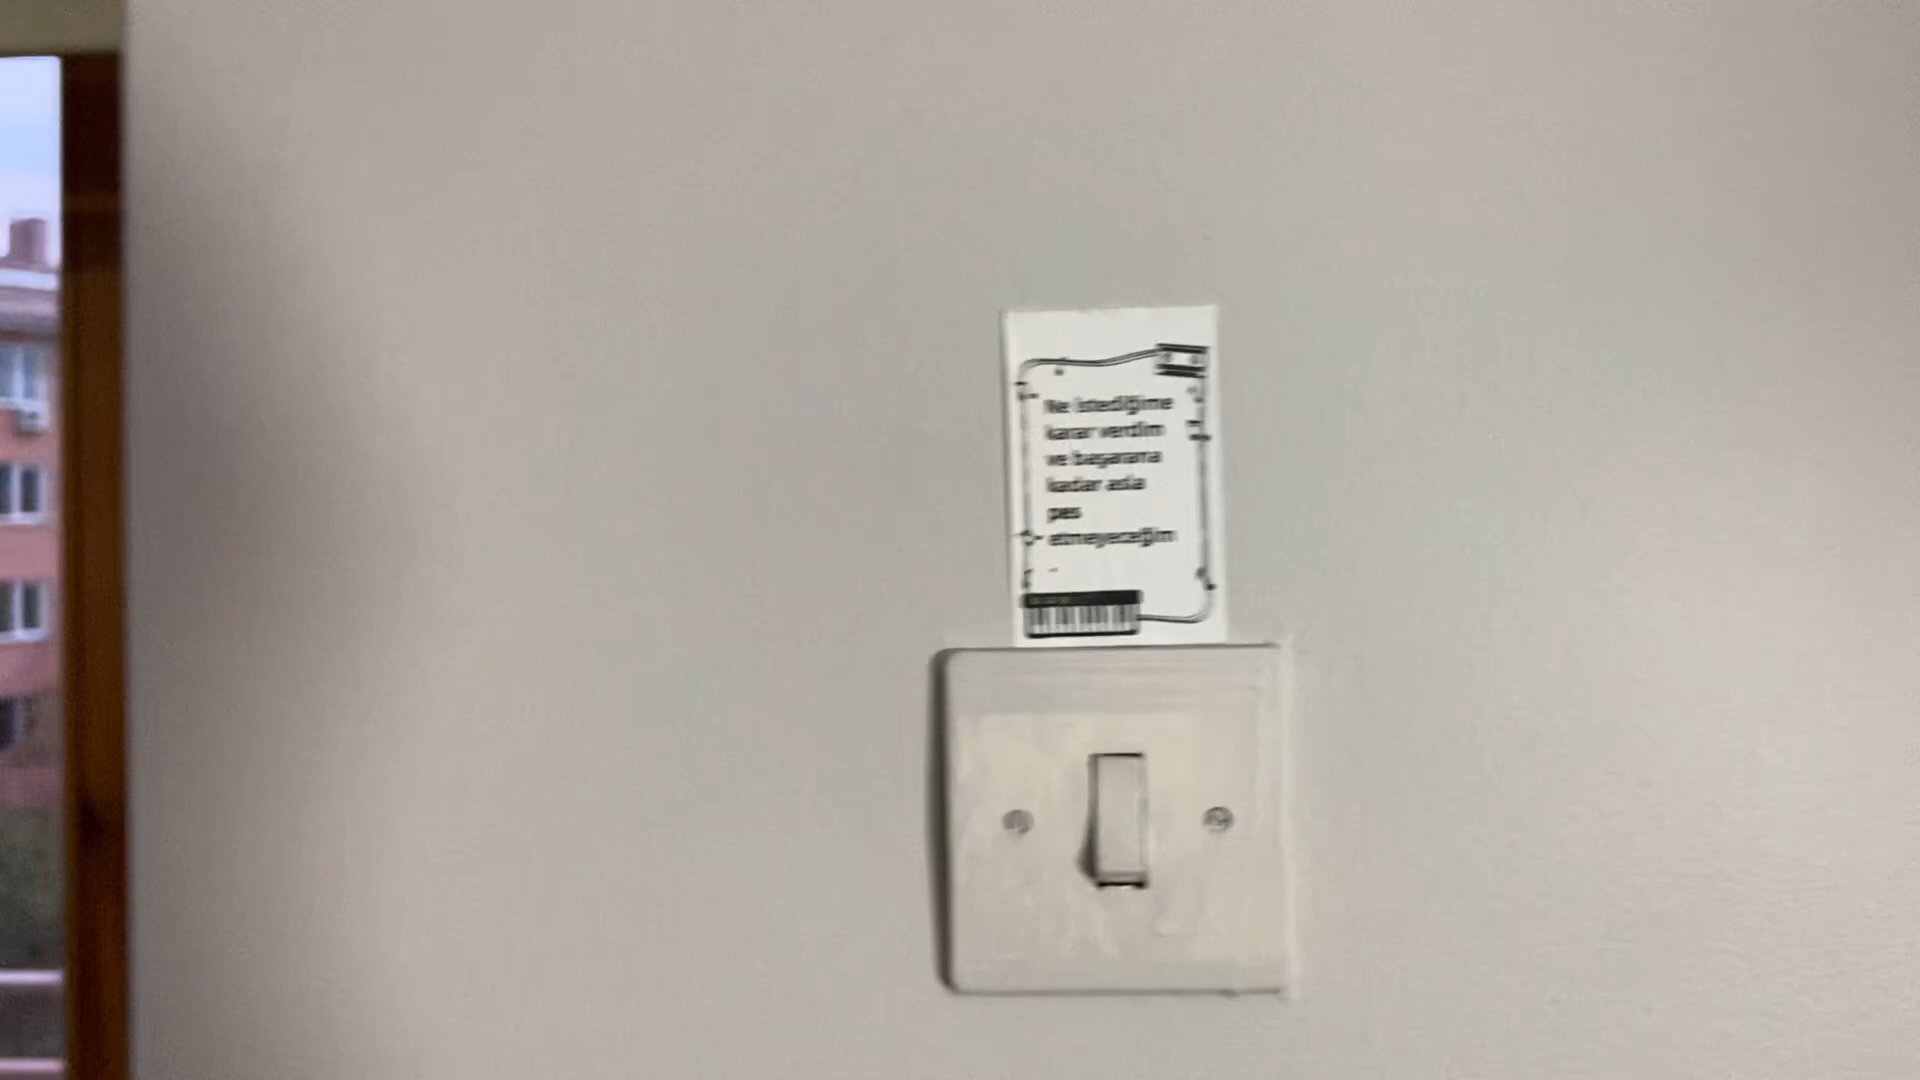 Ne istediğime
karar verdim
ve başarana
kadar asla
pes
etmeyeceğim